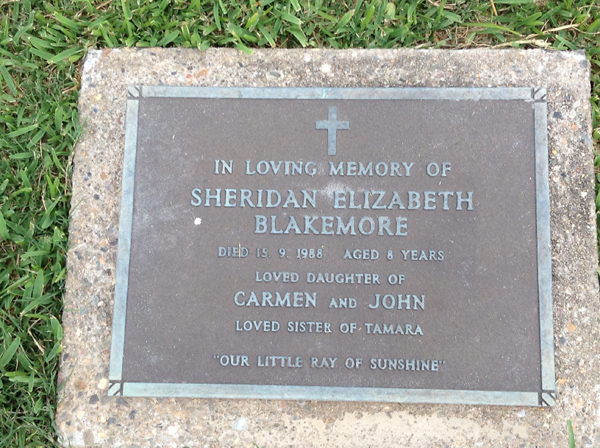 IN LOVING MEMORY OF
SHERIDAN ELIZABETH
BLAKEMORE
DIED 15. 9. 1988 AGED 8 YEARS
LOVED DAUGHTER OF
CARMEN AND JOHN
LOVED SISTER OF TAMARA
"OUR LITTLE RAY OF SUNSHINE"